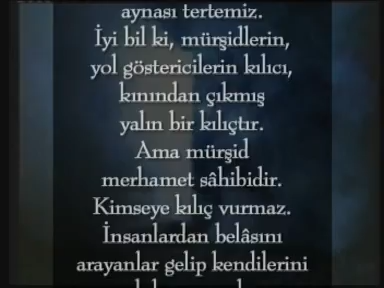 aynası tertemiz.
İyi bil ki, mürşidlerin,
yol göstericilerin kılıcı,
kınından çıkmış
yalın bir kılıçtır.
Ama mürşid
merhamet sâhibidir.
Kimseye kılıç vurmaz.
İnsanlardan belâsını
arayanlar gelip kendilerini